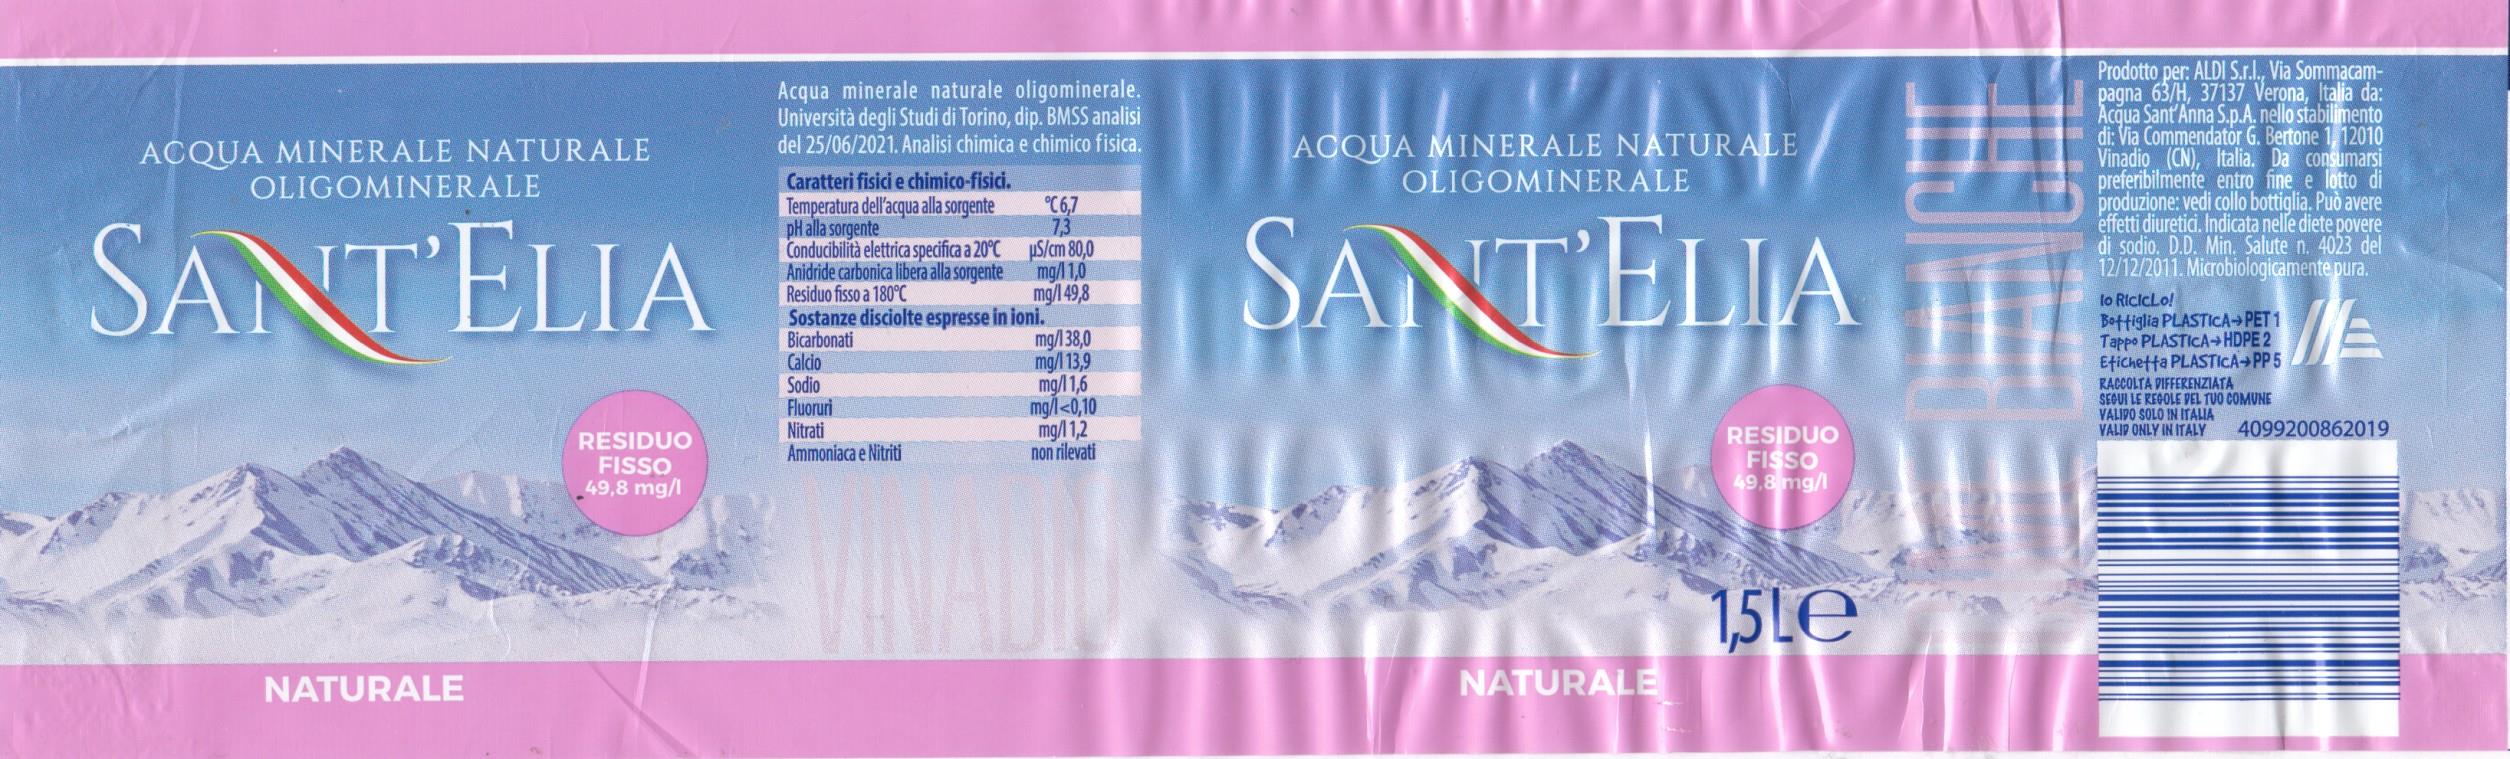 ACQUA MINERALE NATURALE
OLIGOMINERALE
SANT'ELIA
RESIDUO
FISSO
49,8 mg/l
NATURALE
Acqua minerale naturale oligominerale.
Università degli Studi di Torino, dip. BMSS analisi
del 25/06/2021. Analisi chimica e chimico fisica.
Caratteri fisici e chimico-fisici.
Temperatura dell'acqua alla sorgente °C 6,7
pH alla sorgente 7,3
Conducibilità elettrica specifica a 20°C µS/cm 80,0
Anidride carbonica libera alla sorgente mg/l 1,0
Residuo fisso a 180°C mg/l 49,8
Sostanze disciolte espresse in ioni.
Bicarbonati mg/l 38,0
Calcio mg/l 13,9
Sodio mg/l 1,6
Fluoruri mg/l <0,10
Nitrati mg/l 1,2
Ammoniaca e Nitriti non rilevati
VINADIO
ACQUA MINERALE NATURALE
OLIGOMINERALE
SANT'ELIA
RESIDUO
FISSO
49,8 mg/l
1,5 L e
NATURALE
BIANCHE
Prodotto per: ALDI S.r.l., Via Sommacam-
pagna 63/H, 37137 Verona, Italia da:
Acqua Sant'Anna S.p.A. nello stabilimento
di: Via Commendator G. Bertone 1, 12010
Vinadio (CN), Italia. Da consumarsi
preferibilmente entro fine e lotto di
produzione: vedi collo bottiglia. Può avere
effetti diuretici. Indicata nelle diete povere
di sodio. D.D. Min. Salute n. 4023 del
12/12/2011. Microbiologicamente pura.
Io RIcIcLo!
Bottiglia PLASTICA→PET 1
Tappo PLASTICA→HDPE 2
Etichetta PLASTICA→PP 5
RACCOLTA DIFFERENZIATA
SEGUI LE REGOLE DEL TUO COMUNE
VALIDO SOLO IN ITALIA
VALID ONLY IN ITALY
4099200862019